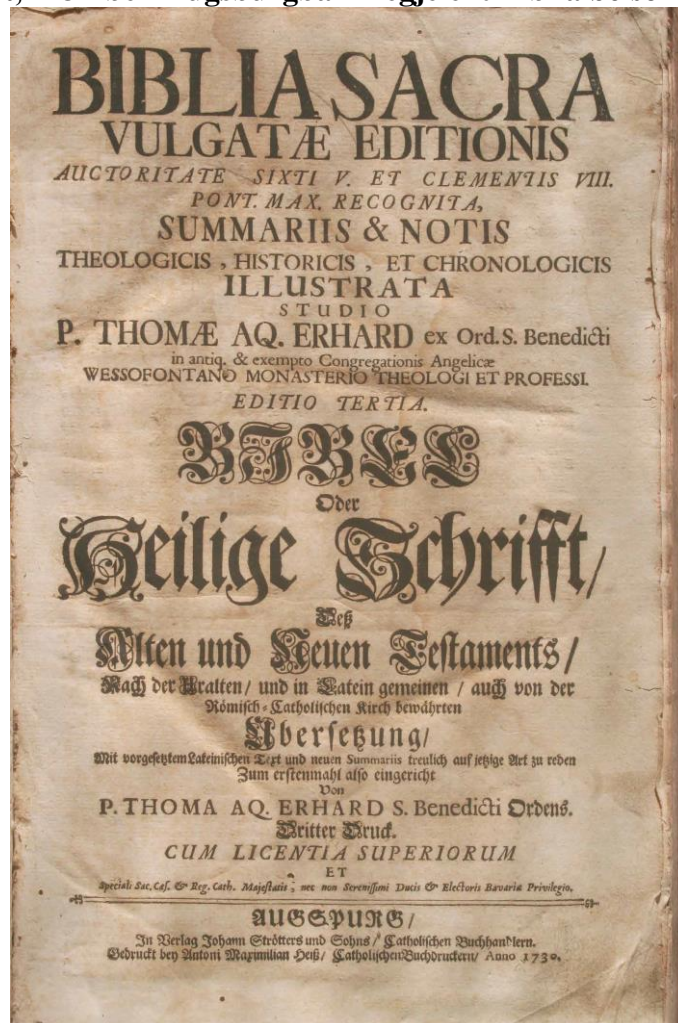 BIBLIA SACRA
VULGATÆ EDITIONIS
AUCTORITATE SIXTI V. ET CLEMENTIS VIII.
PONT. MAX. RECOGNITA,
SUMMARIIS & NOTIS
THEOLOGICIS, HISTORICIS, ET CHRONOLOGICIS
ILLUSTRATA
STUDIO
P. THOMÆ AQ. ERHARD ex Ord. S. Benedicti
in antiq. & exempto Congregationis Angelicæ
WESSOFONTANO MONASTERIO THEOLOGI ET PROFESSI.
EDITIO TERTIA.
BIBEL
Oder
Heilige Schrifft/
Deß
Alten und Neuen Testaments/
Nach der Uralten/ und in Latein gemeinen/ auch von der
Römisch-Catholischen Kirch bewährten
Übersetzung/
Mit vorgesetztem Lateinischen Text und neuen Summariis treulich auf jetzige Art zu reden
Zum erstenmahl also eingericht
Von
P. THOMA AQ. ERHARD S. Benedicti Ordens.
Dritter Druck.
CUM LICENTIA SUPERIORUM
ET
Speciali Sac. Cæs. & Reg. Cath. Majestatis, nec non Serenissimi Ducis & Electoris Bavariæ Privilegio.
AUGSPURG/
In Verlag Johann Strötters und Sohns/ Catholischen Buchhandlern.
Gedruckt bey Antoni Maximilian Heiß/ Catholischen Buchdruckern/ Anno 1730.